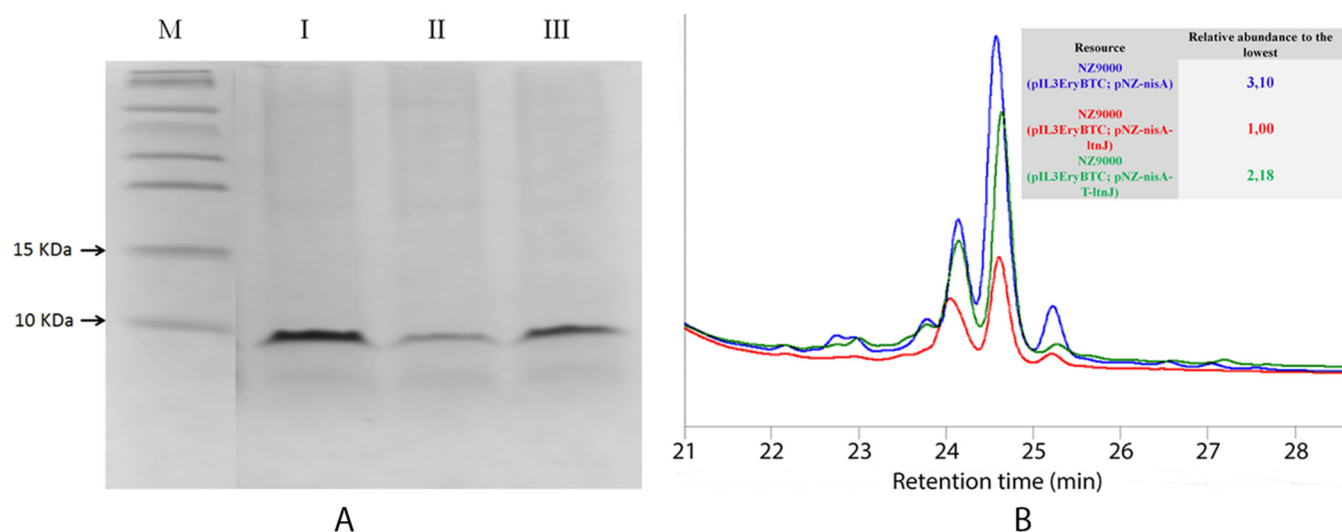 M I II III
15 KDa
10 KDa
A
Resource
Relative abundance to the
lowest
NZ9000
(pIL3EryBTC; pNZ-nisA)
3,10
NZ9000
(pIL3EryBTC; pNZ-nisA-
ltnJ)
1,00
NZ9000
(pIL3EryBTC; pNZ-nisA-
T-ltnJ)
2,18
21 22 23 24 25 26 27 28
Retention time (min)
B